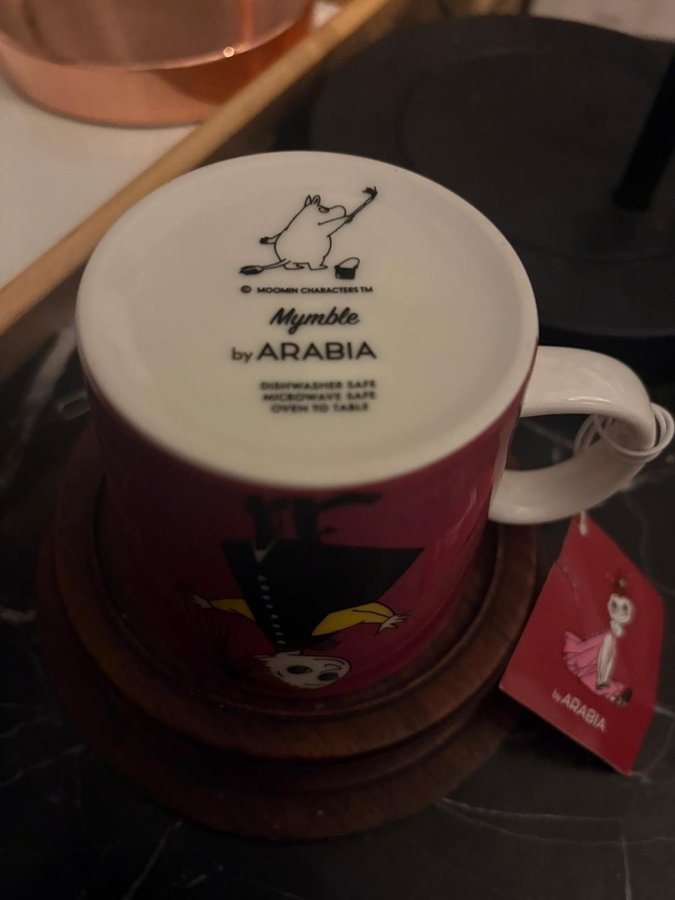 © MOOMIN CHARACTERS TM
Mymble
by ARABIA
DISHWASHER SAFE
MICROWAVE SAFE
OVEN TO TABLE
by ARABIA